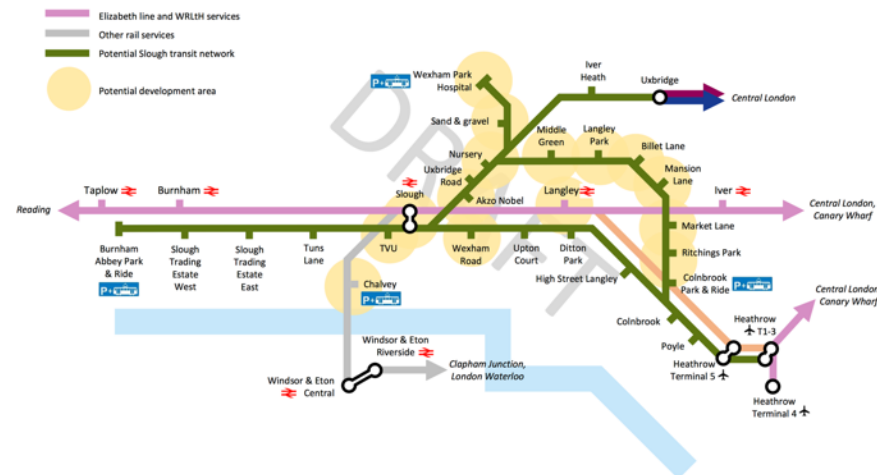 Elizabeth line and WRLtH services
Other rail services
Potential Slough transit network
Potential development area
DRAFT
P+
Wexham Park
Hospital
Iver
Heath
Uxbridge
Central London
Sand & gravel
Nursery
Uxbridge
Road
Akzo Nobel
Middle
Green
Langley
Park
Billet Lane
Mansion
Lane
Taplow
Burnham
Slough
Langley
Iver
Reading
Central London,
Canary Wharf
Market Lane
Ritchings Park
Burnham
Abbey Park
& Ride
P+
Slough
Trading
Estate
West
Slough
Trading
Estate
East
Tuns
Lane
TVU
Wexham
Road
Upton
Court
Ditton
Park
High Street Langley
Colnbrook
Park & Ride
P+
Chalvey
P+
Colnbrook
Poyle
Central London
Canary Wharf
Heathrow
T1-3
Heathrow
Terminal 5
Heathrow
Terminal 4
Windsor & Eton
Riverside
Windsor & Eton
Central
Clapham Junction,
London Waterloo